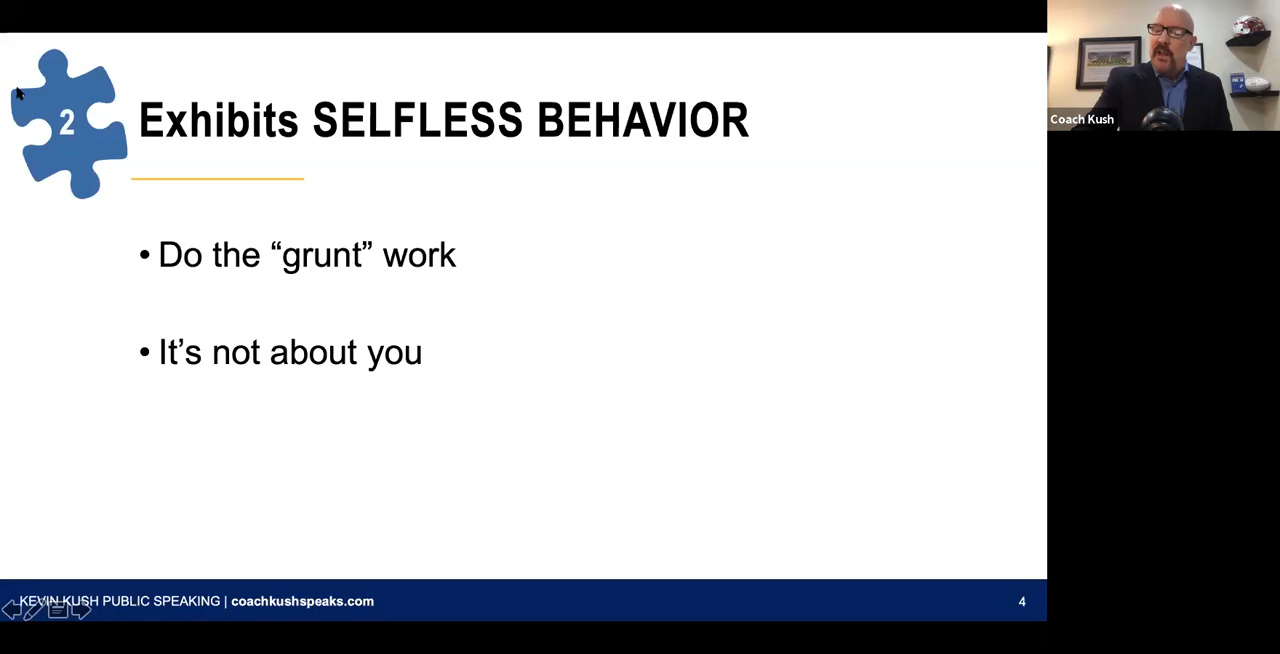 2
Exhibits SELFLESS BEHAVIOR
• Do the “grunt” work
• It’s not about you
KEVIN KUSH PUBLIC SPEAKING | coachkushspeaks.com
4
Coach Kush